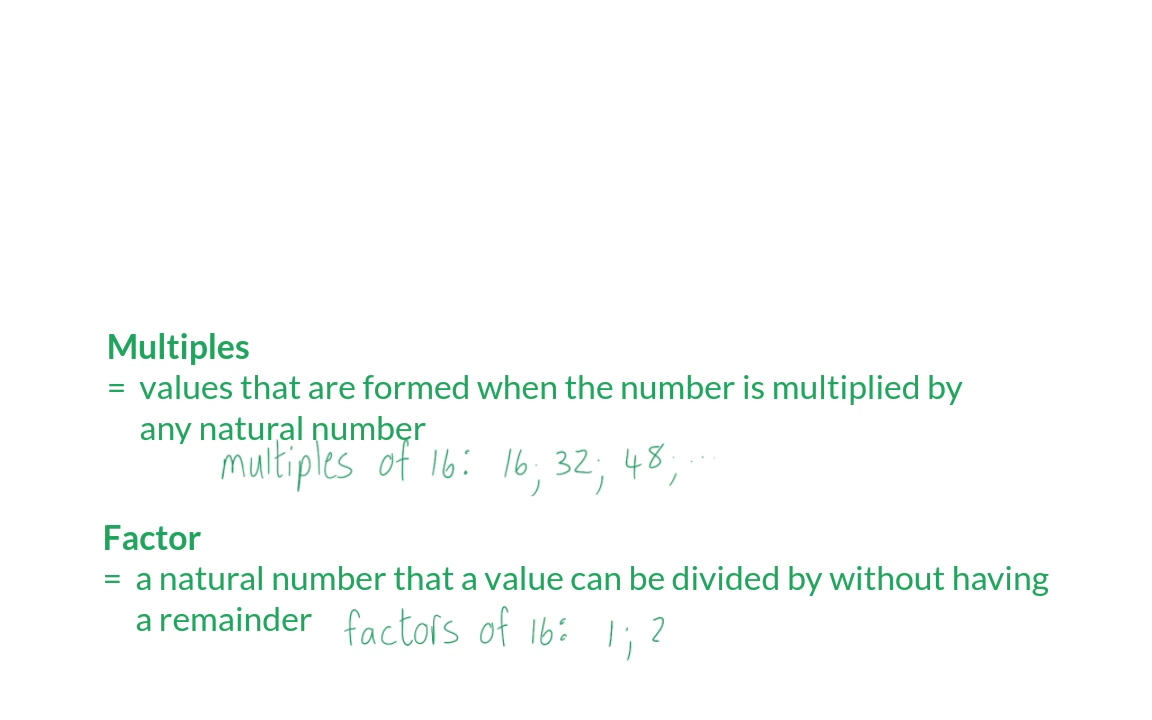 Multiples
= values that are formed when the number is multiplied by
any natural number
multiples of 16: 16; 32; 48; ...
Factor
= a natural number that a value can be divided by without having
a remainder factors of 16: 1; 2